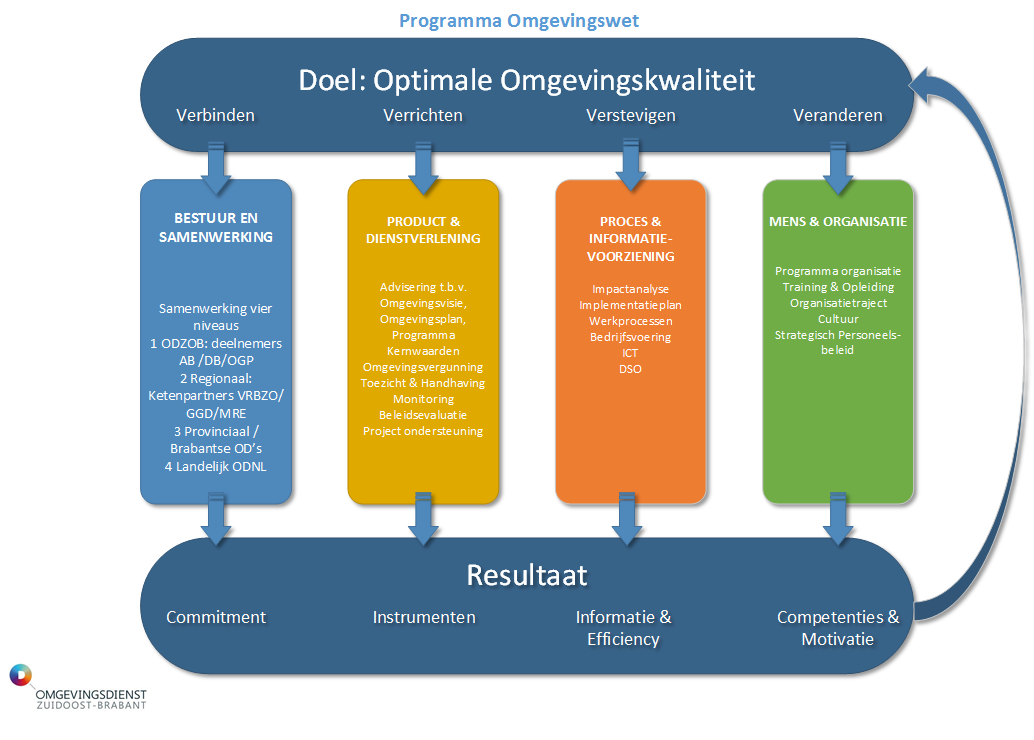 Programma Omgevingswet
Doel: Optimale Omgevingskwaliteit
Verbinden
Verrichten
Verstevigen
Veranderen
BESTUUR EN
SAMENWERKING
Samenwerking vier
niveaus
1 ODZOB: deelnemers
AB /DB/OGP
2 Regionaal:
Ketenpartners VRBZO/
GGD/MRE
3 Provinciaal /
Brabantse OD's
4 Landelijk ODNL
PRODUCT &
DIENSTVERLENING
Advisering t.b.v.
Omgevingsvisie,
Omgevingsplan,
Programma
Kernwaarden
Omgevingsvergunning
Toezicht & Handhaving
Monitoring
Beleidsevaluatie
Project ondersteuning
PROCES &
INFORMATIE-
VOORZIENING
Impactanalyse
Implementatieplan
Werkprocessen
Bedrijfsvoering
ICT
DSO
MENS & ORGANISATIE
Programma organisatie
Training & Opleiding
Organisatietraject
Cultuur
Strategisch Personeels-
beleid
Resultaat
Commitment
Instrumenten
Informatie &
Efficiency
Competenties &
Motivatie
OMGEVINGSDIENST
ZUIDOOST-BRABANT